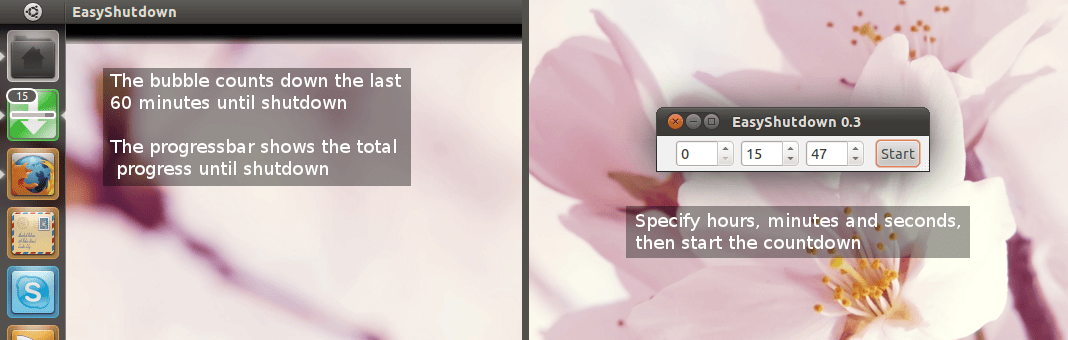 EasyShutdown
15
The bubble counts down the last
60 minutes until shutdown
The progressbar shows the total
progress until shutdown
EasyShutdown 0.3
0 15 47 Start
Specify hours, minutes and seconds,
then start the countdown